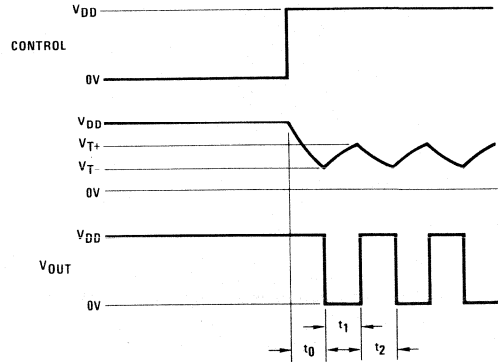 VDD
CONTROL
0V
VDD
VT+
VT-
0V
VDD
VOUT
0V
t1
t0
t2